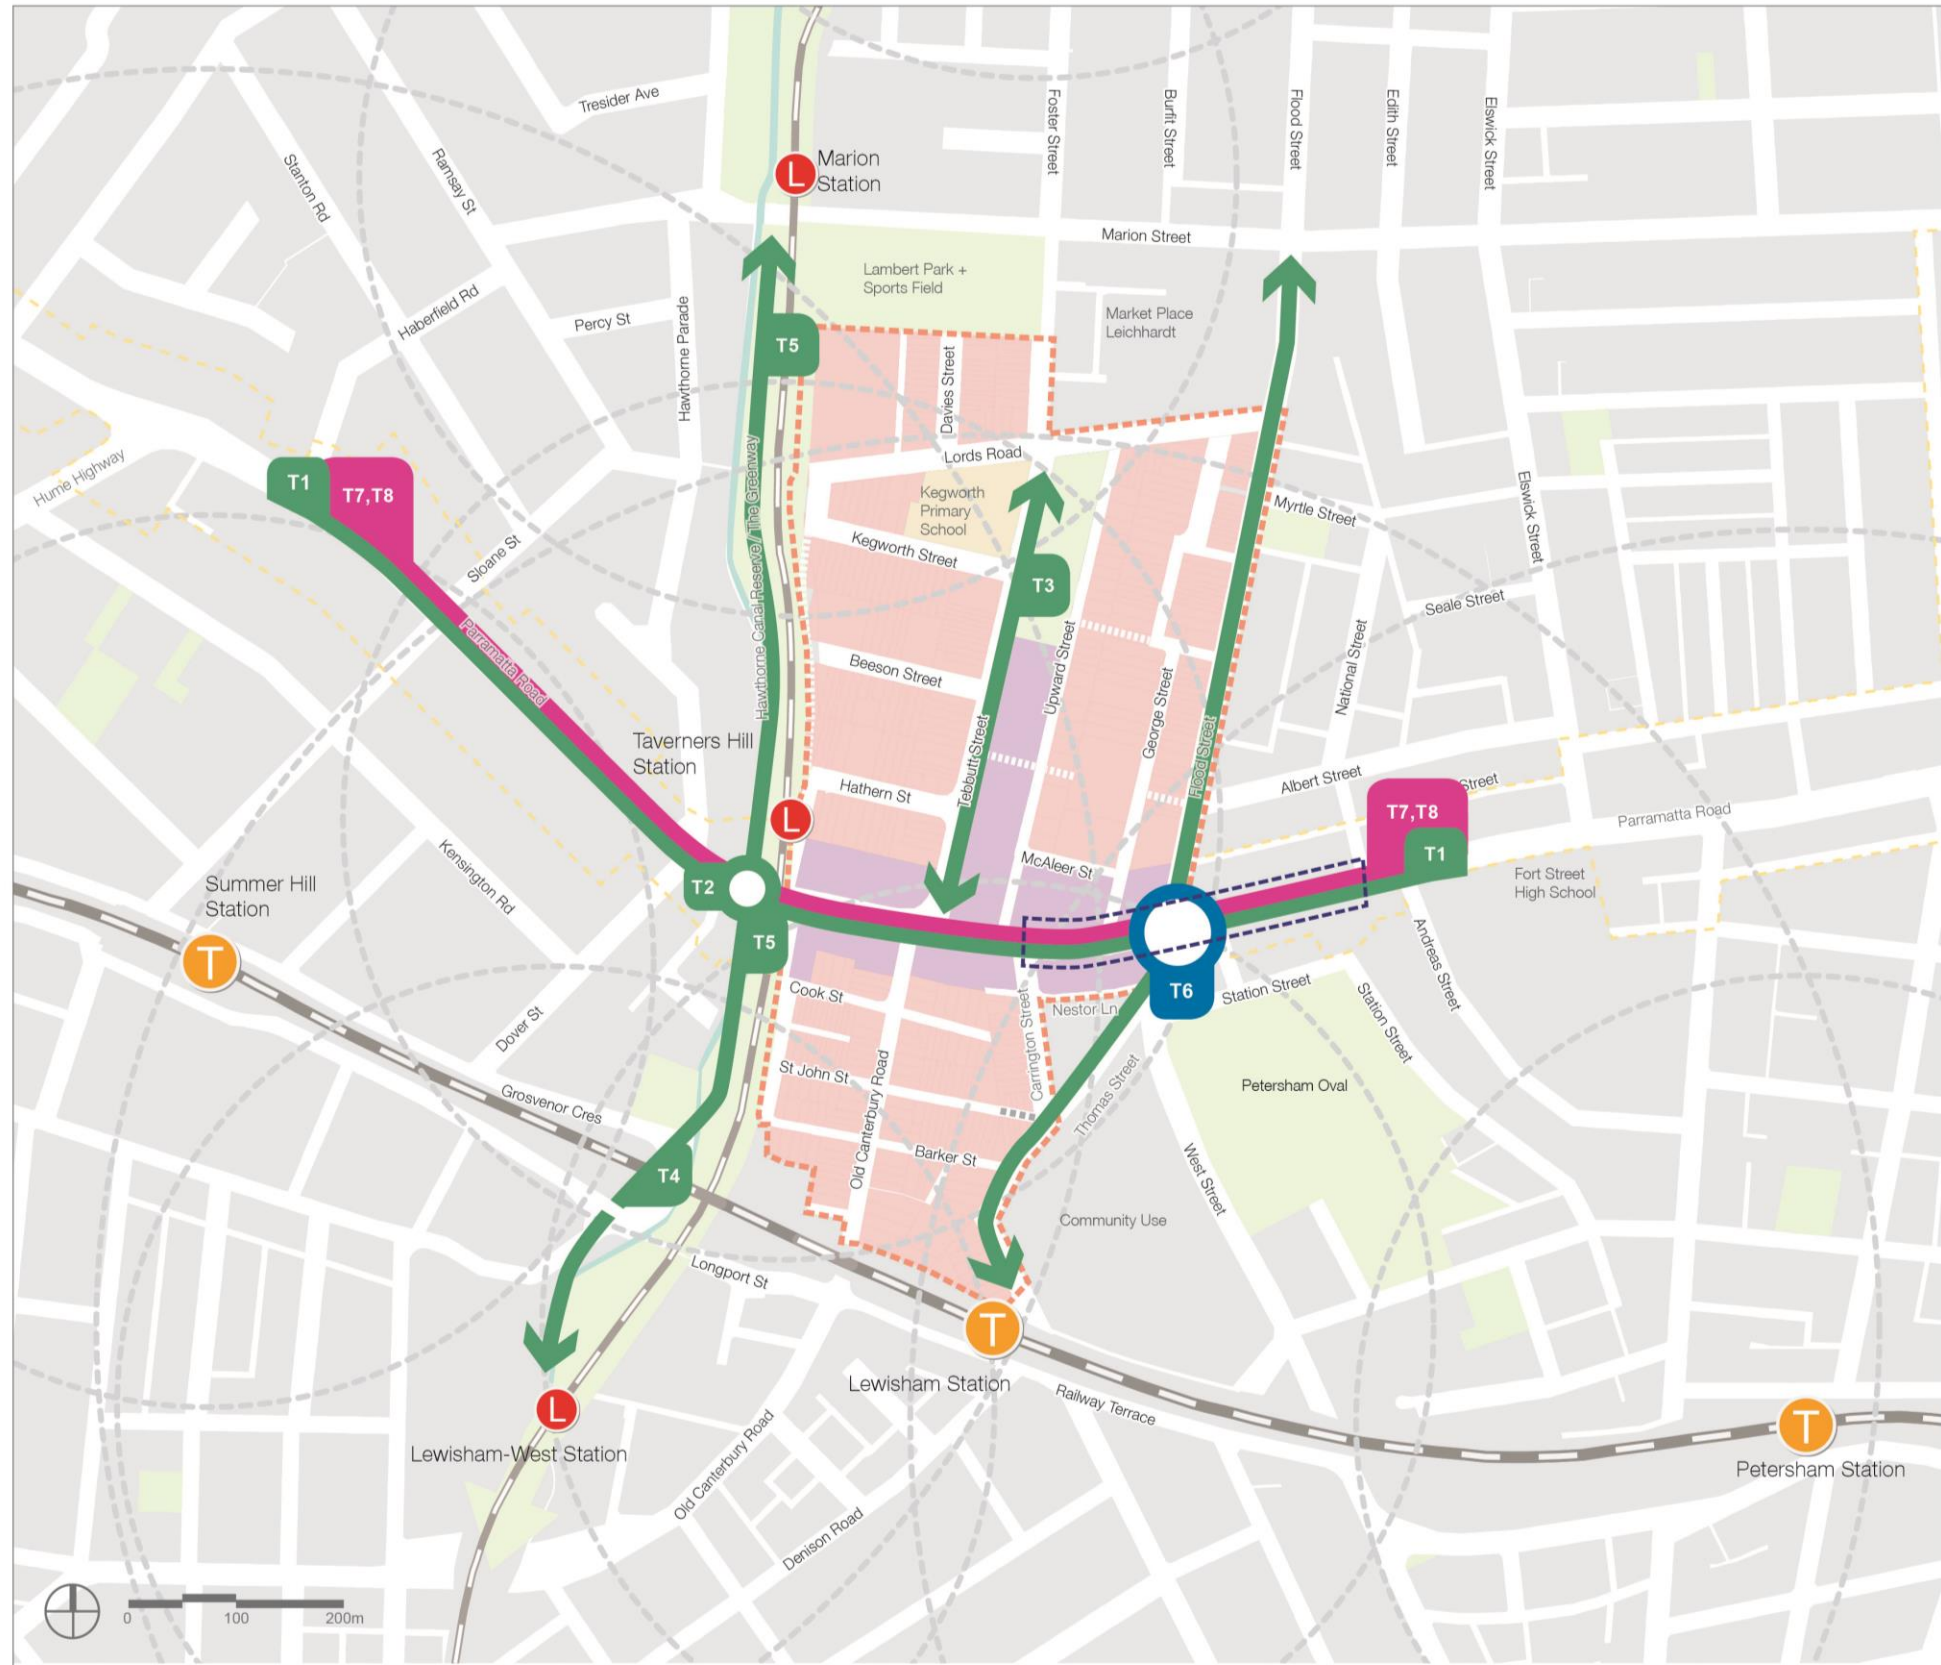 Tresider Ave
Stanton Rd
Ramsay St
Foster Street
Burfit Street
Flood Street
Edith Street
Elswick Street
L
Marion
Station
Marion Street
Lambert Park +
Sports Field
Haberfield Rd
Percy St
Hawthorne Parade
Market Place
Leichhardt
T5
Davies Street
Hume Highway
T1
T7,T8
Lords Road
Kegworth
Primary
School
Hawthorne Canal Reserve / The Greenway
Elswick Street
Myrtle Street
Sloane St
Kegworth Street
T3
Seale Street
Parramatta Road
Beeson Street
Upward Street
George Street
National Street
Taverners Hill
Station
Tebbutt Street
Flood Street
Hathern St
Albert Street
Street
L
T7,T8
T1
Parramatta Road
Kensington Rd
McAleer St
Summer Hill
Station
T2
Fort Street
High School
T
T5
Andreas Street
Cook St
Carrington Street
Nestor Ln
T6
Station Street
Station Street
Dover St
Old Canterbury Road
St John St
Grosvenor Cres
Thomas Street
Petersham Oval
T4
Barker St
West Street
Community Use
Longport St
T
Lewisham Station
Railway Terrace
L
Lewisham-West Station
Old Canterbury Road
Denison Road
T
Petersham Station
0
100
200m